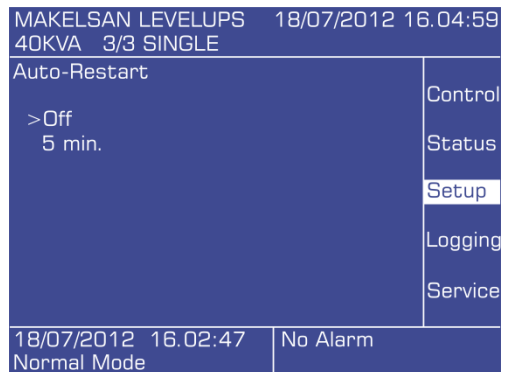 MAKELSAN LEVELUPS 18/07/2012 16.04:59
40KVA 3/3 SINGLE
Auto-Restart
>Off
5 min.
Control
Status
Setup
Logging
Service
18/07/2012 16.02:47
Normal Mode
No Alarm